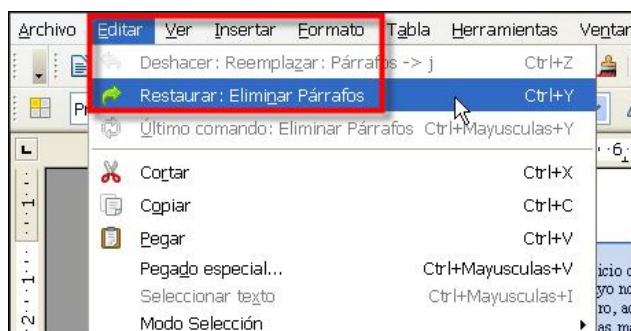 Archivo Editar Ver Insertar Formato Tabla Herramientas Ventan
Deshacer: Reemplazar: Párrafos -> j Ctrl+Z
Restaurar: Eliminar Párrafos Ctrl+Y
Último comando: Eliminar Párrafos Ctrl+Mayusculas+Y
Cortar Ctrl+X
Copiar Ctrl+C
Pegar Ctrl+V
Pegado especial... Ctrl+Mayusculas+V
Seleccionar texto Ctrl+Mayusculas+I
Modo Selección